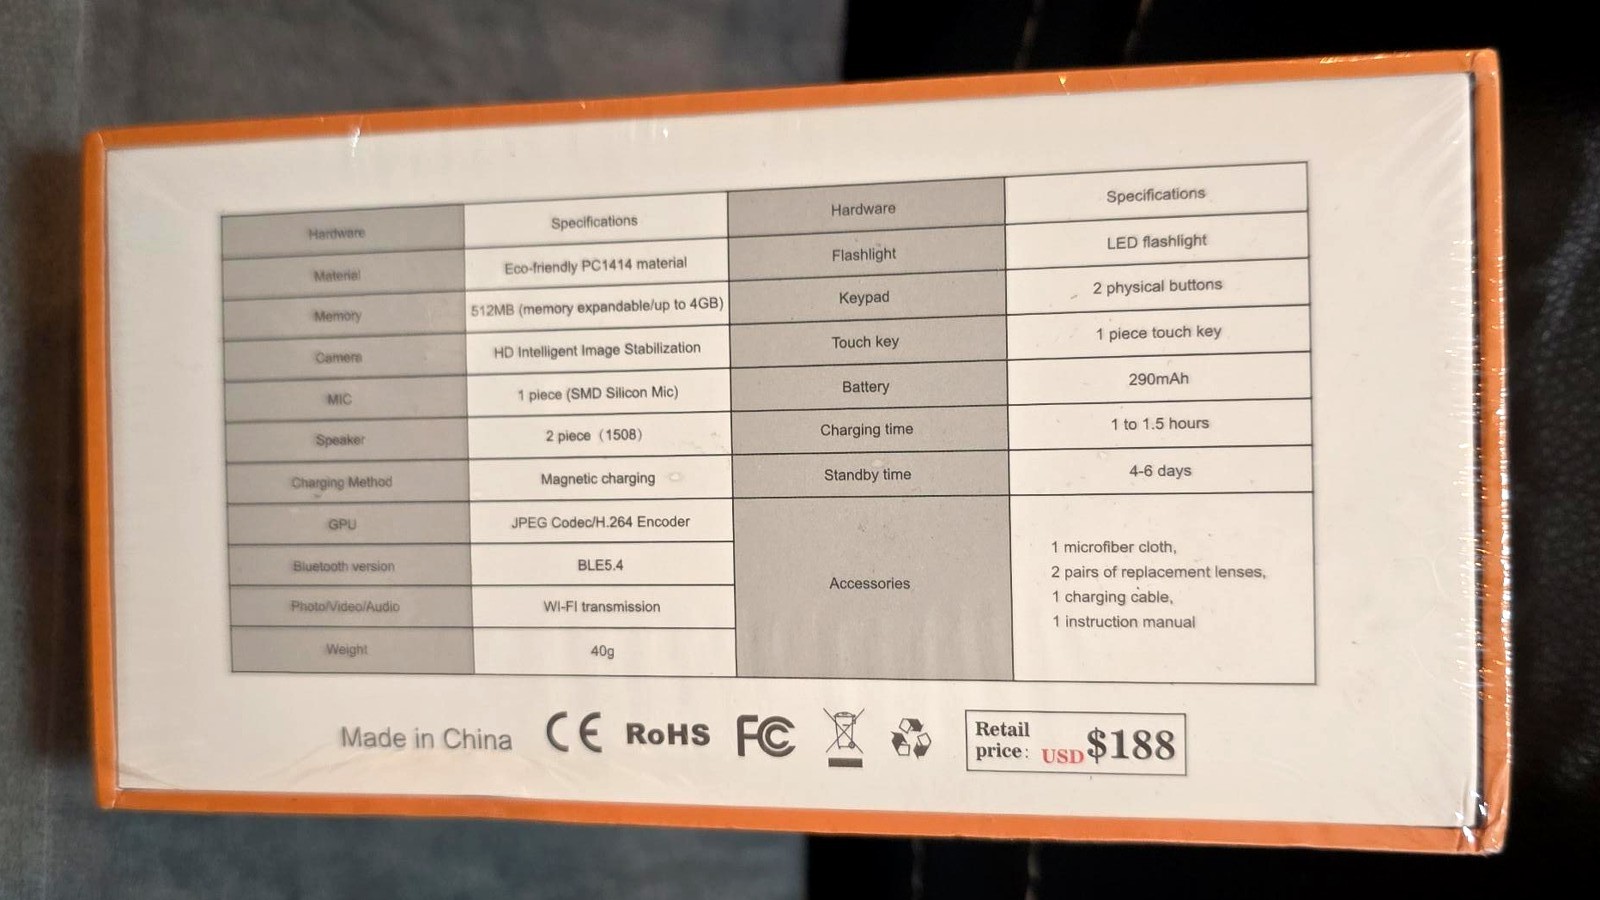 Hardware Specifications
Material Eco-friendly PC1414 material
Memory 512MB (memory expandable/up to 4GB)
Camera HD Intelligent Image Stabilization
MIC 1 piece (SMD Silicon Mic)
Speaker 2 piece（1508）
Charging Method Magnetic charging
GPU JPEG Codec/H.264 Encoder
Bluetooth version BLE5.4
Photo/Video/Audio WI-FI transmission
Weight 40g
Hardware Specifications
Flashlight LED flashlight
Keypad 2 physical buttons
Touch key 1 piece touch key
Battery 290mAh
Charging time 1 to 1.5 hours
Standby time 4-6 days
Accessories
1 microfiber cloth,
2 pairs of replacement lenses,
1 charging cable,
1 instruction manual
Made in China CE RoHS FC
Retail
price: USD$188